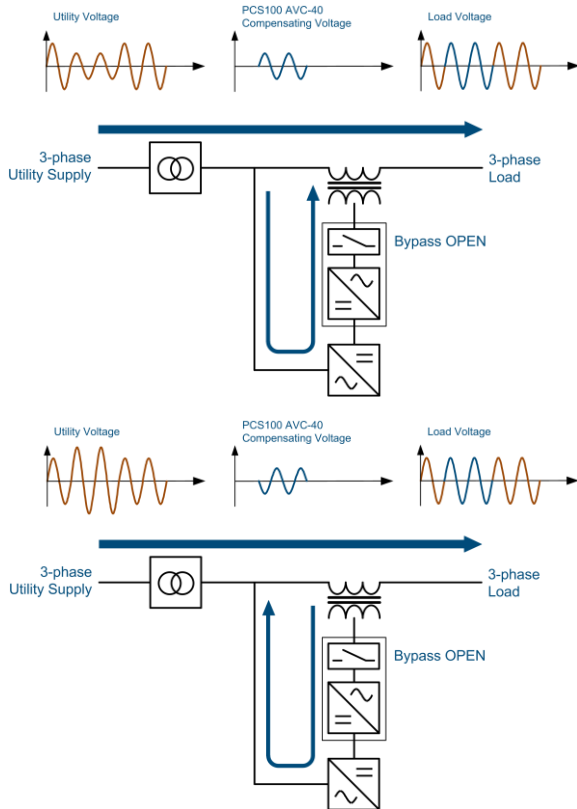 Utility Voltage
PCS100 AVC-40
Compensating Voltage
Load Voltage
3-phase
Utility Supply
3-phase
Load
Bypass OPEN
Utility Voltage
PCS100 AVC-40
Compensating Voltage
Load Voltage
3-phase
Utility Supply
3-phase
Load
Bypass OPEN